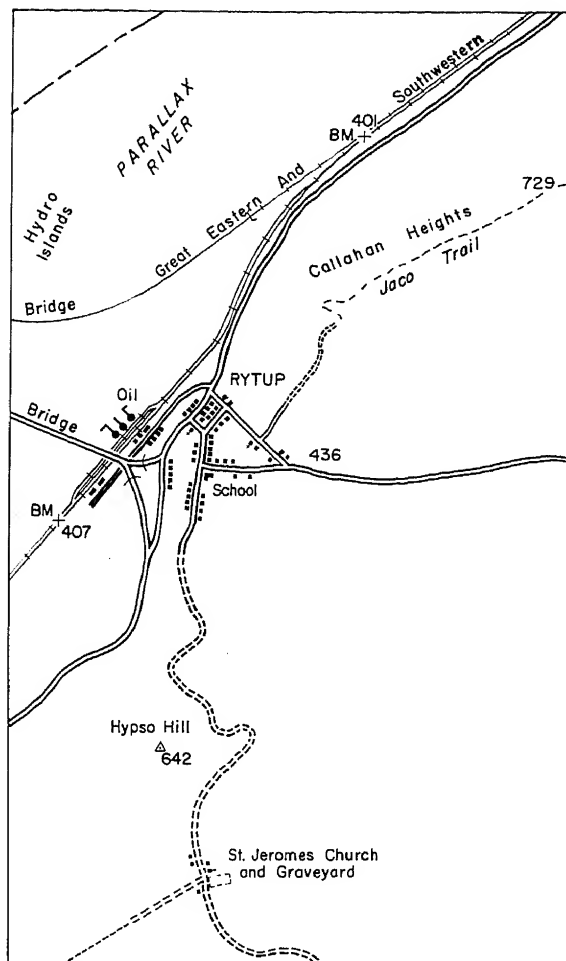 Southwestern
401
BM
PARALLAX
RIVER
729
Hydro
Islands
Great Eastern And
Callahan Heights
Jaco Trail
Bridge
RYTUP
Oil
Bridge
436
School
BM
407
Hypso Hill
642
St. Jeromes Church
and Graveyard